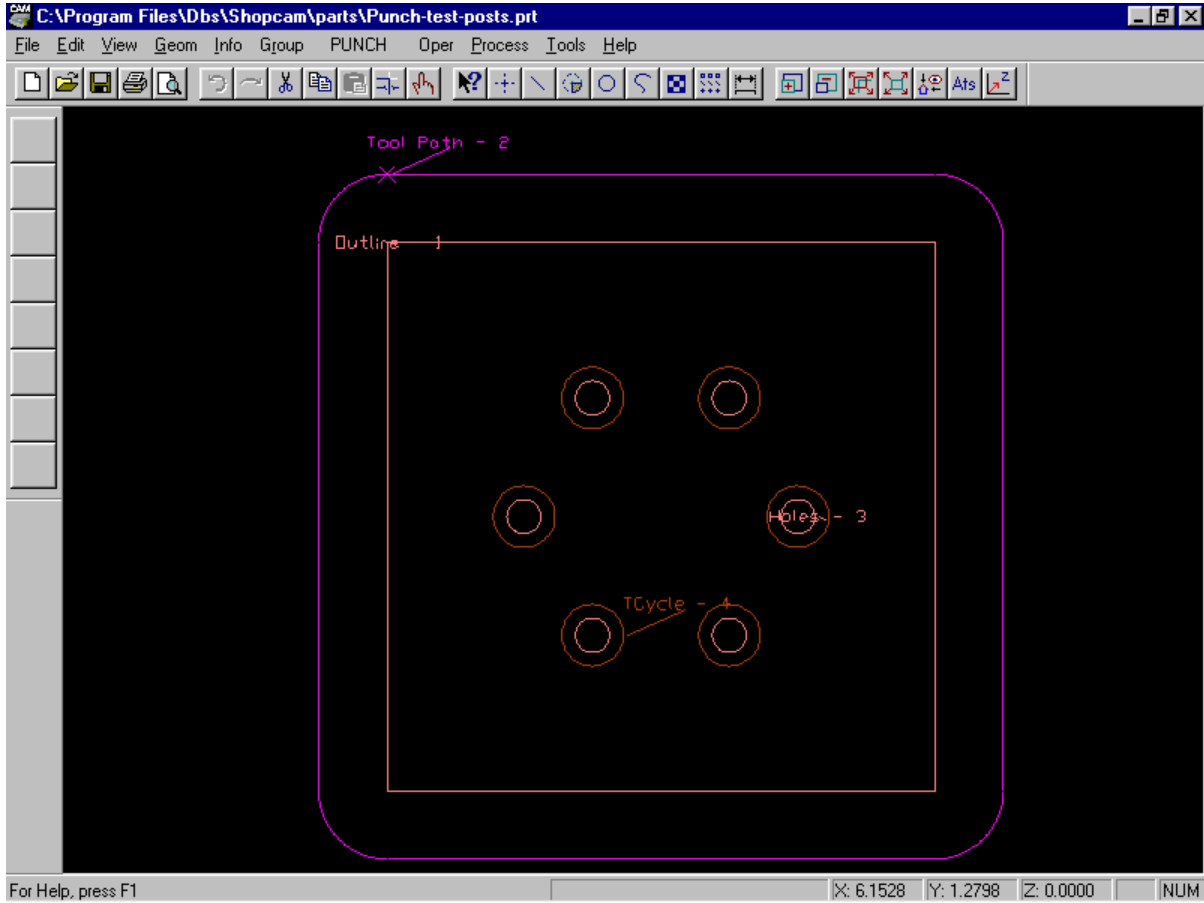 C:\Program Files\Dbs\Shopcam\parts\Punch-test-posts.prt
File Edit View Geom Info Group PUNCH Oper Process Tools Help
Ats Z
Tool Path - 2
Outline - 1
Holes - 3
TCycle - 4
For Help, press F1 X: 6.1528 Y: 1.2798 Z: 0.0000 NUM